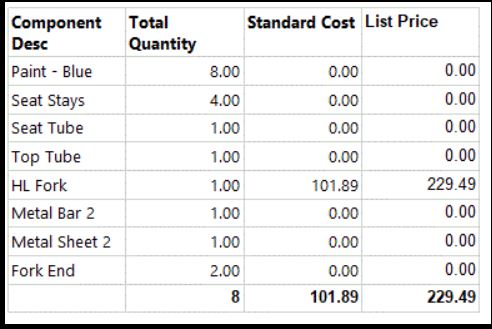 Component Desc Total Quantity Standard Cost List Price
Paint - Blue 8.00 0.00 0.00
Seat Stays 4.00 0.00 0.00
Seat Tube 1.00 0.00 0.00
Top Tube 1.00 0.00 0.00
HL Fork 1.00 101.89 229.49
Metal Bar 2 1.00 0.00 0.00
Metal Sheet 2 1.00 0.00 0.00
Fork End 2.00 0.00 0.00
8 101.89 229.49